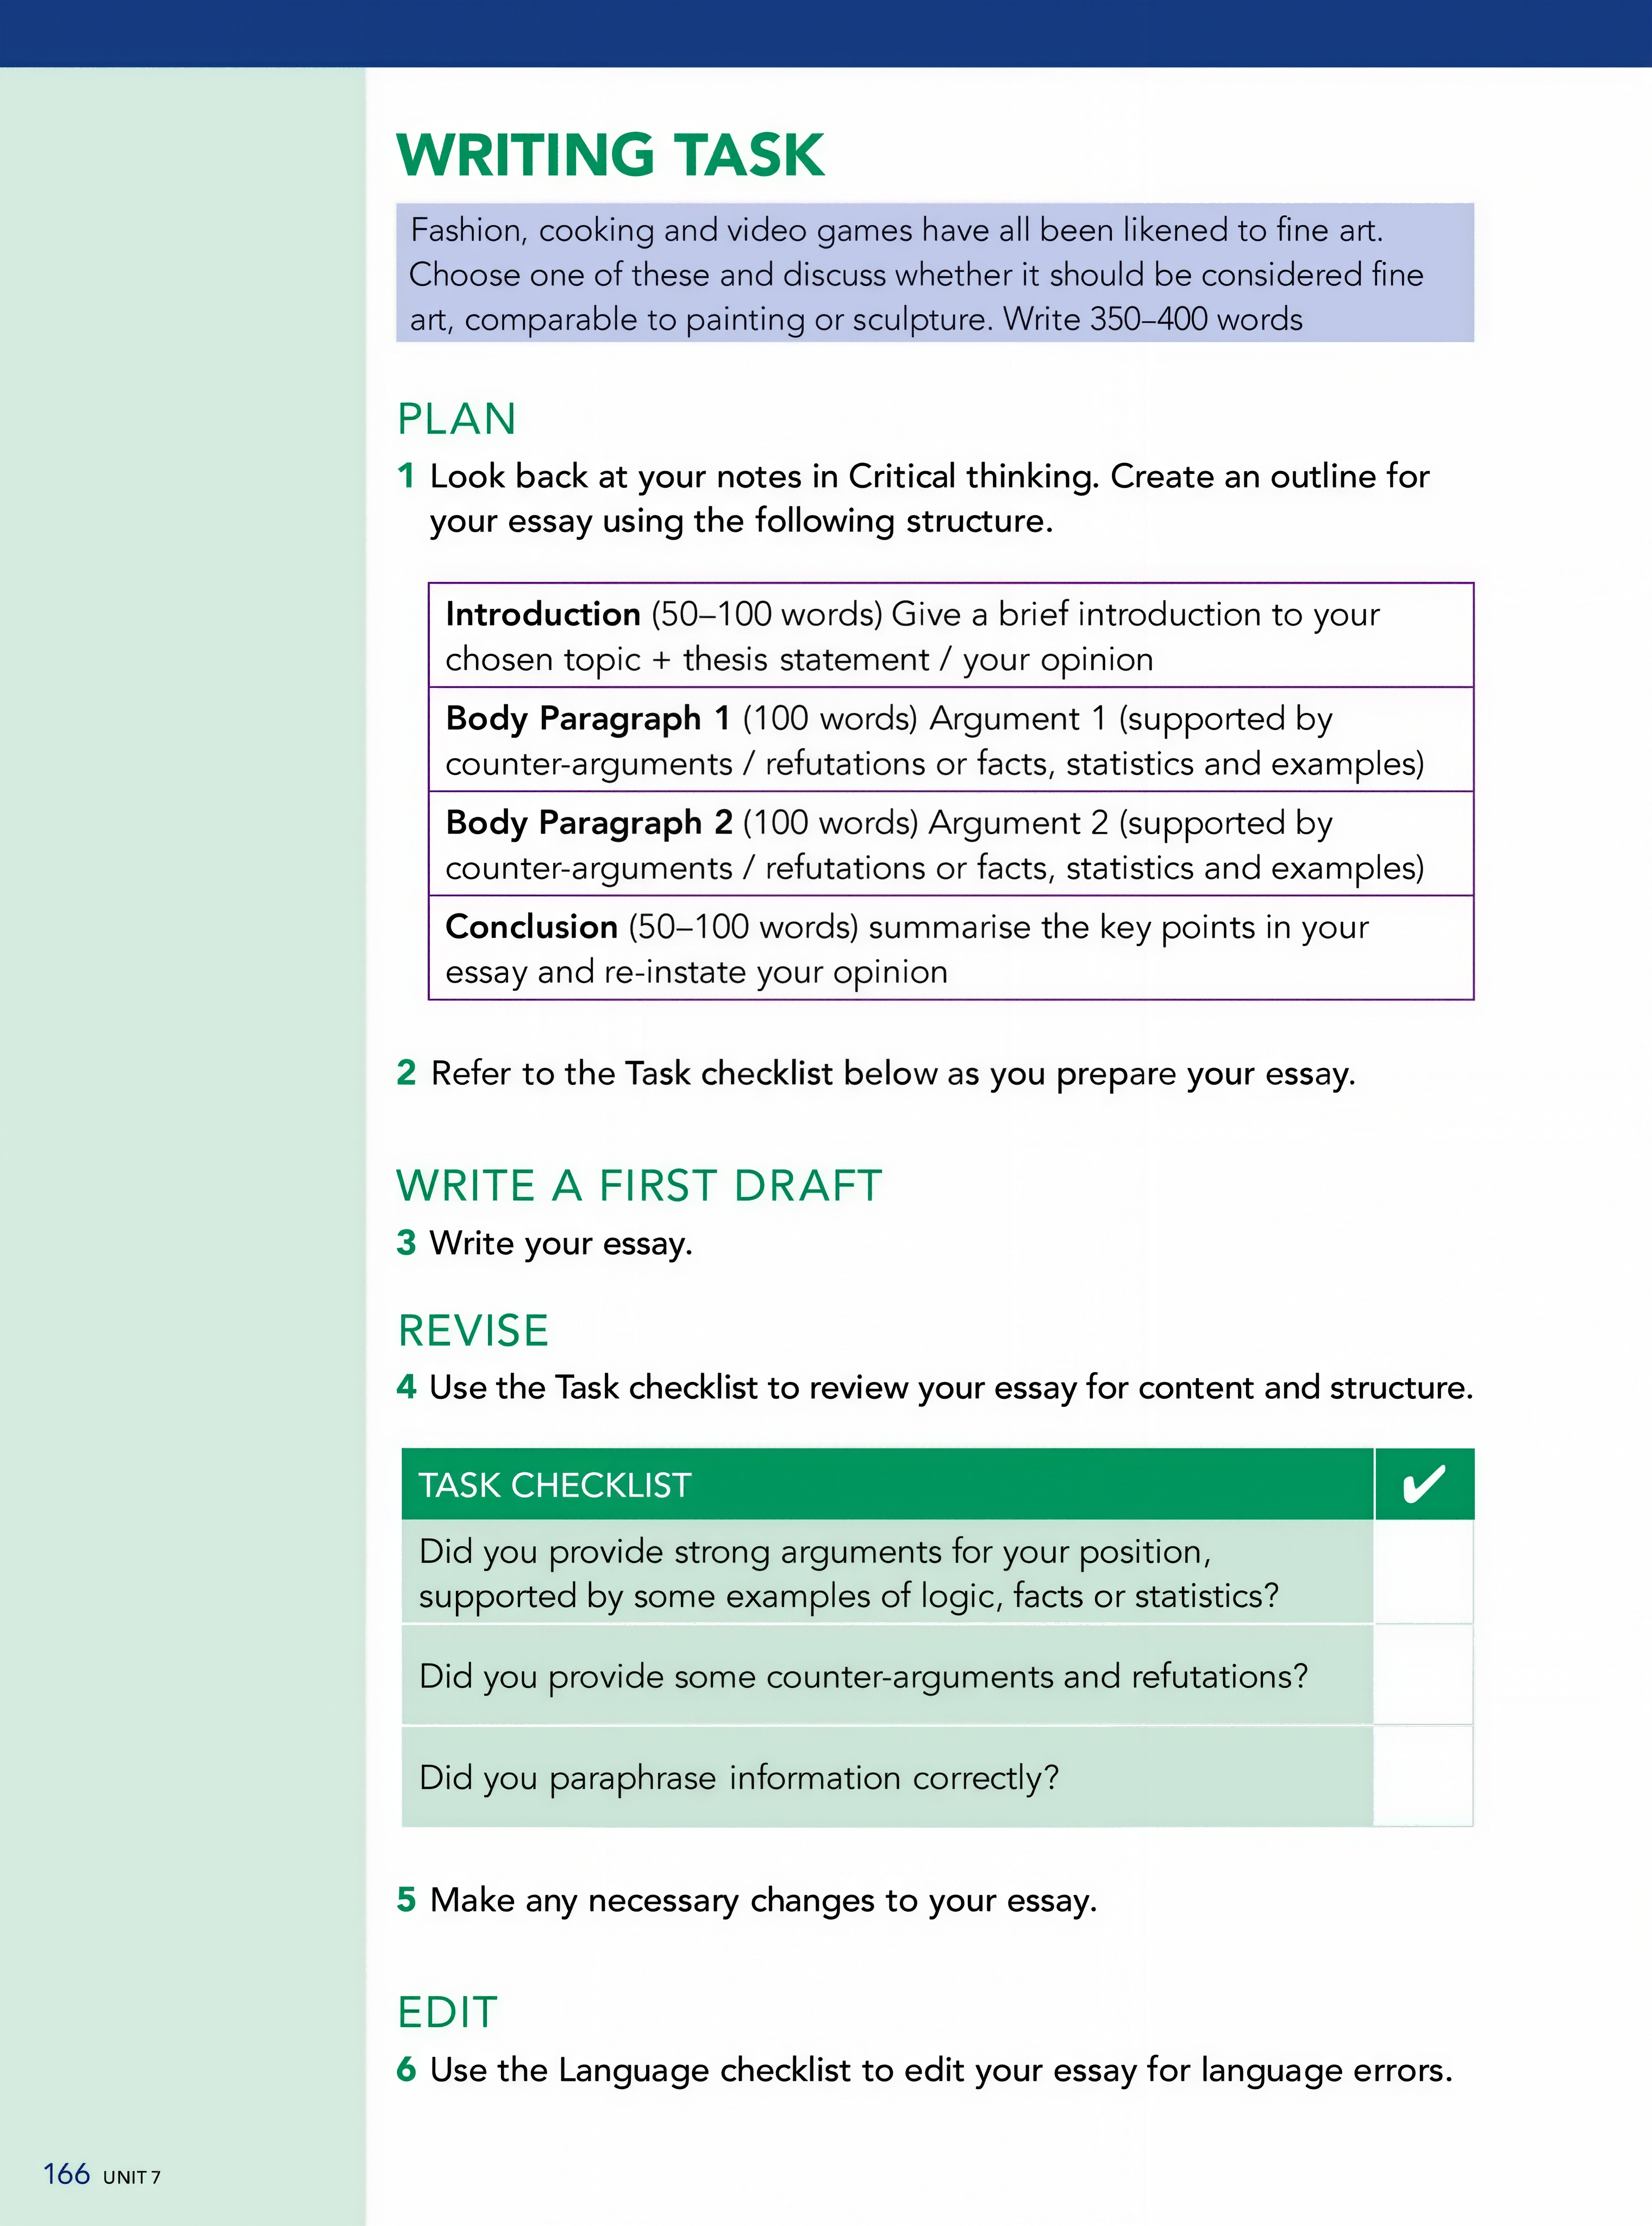 WRITING TASK
Fashion, cooking and video games have all been likened to fine art.
Choose one of these and discuss whether it should be considered fine
art, comparable to painting or sculpture. Write 350–400 words
PLAN
1 Look back at your notes in Critical thinking. Create an outline for
your essay using the following structure.
Introduction (50–100 words) Give a brief introduction to your
chosen topic + thesis statement / your opinion
Body Paragraph 1 (100 words) Argument 1 (supported by
counter-arguments / refutations or facts, statistics and examples)
Body Paragraph 2 (100 words) Argument 2 (supported by
counter-arguments / refutations or facts, statistics and examples)
Conclusion (50–100 words) summarise the key points in your
essay and re-instate your opinion
2 Refer to the Task checklist below as you prepare your essay.
WRITE A FIRST DRAFT
3 Write your essay.
REVISE
4 Use the Task checklist to review your essay for content and structure.
TASK CHECKLIST ✔
Did you provide strong arguments for your position,
supported by some examples of logic, facts or statistics?
Did you provide some counter-arguments and refutations?
Did you paraphrase information correctly?
5 Make any necessary changes to your essay.
EDIT
6 Use the Language checklist to edit your essay for language errors.
166 UNIT 7